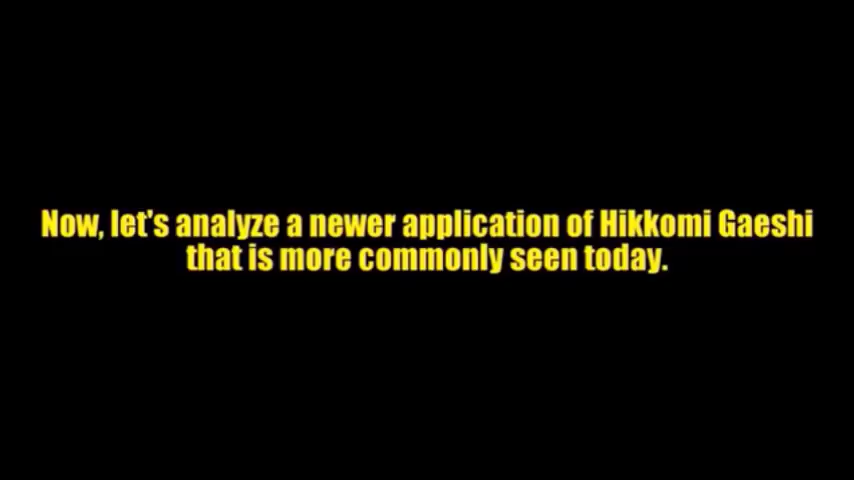 Now, let's analyze a newer application of Hikkomi Gaeshi
that is more commonly seen today.